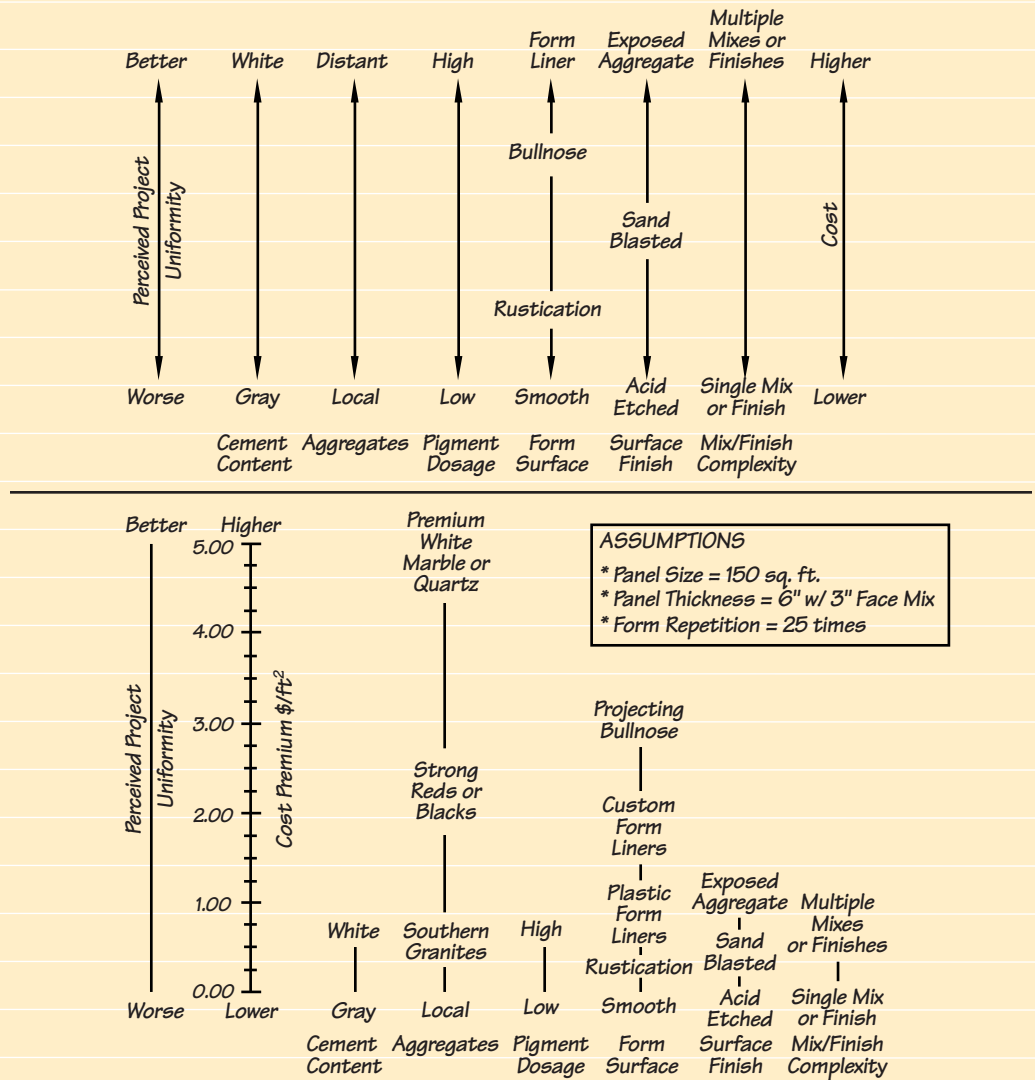 Better
White
Distant
High
Form
Liner
Exposed
Aggregate
Multiple
Mixes or
Finishes
Higher
Perceived Project
Uniformity
Bullnose
Rustication
Sand
Blasted
Cost
Worse
Gray
Local
Low
Smooth
Acid
Etched
Single Mix
or Finish
Lower
Cement
Content
Aggregates
Pigment
Dosage
Form
Surface
Surface
Finish
Mix/Finish
Complexity
Better
Higher
Perceived Project
Uniformity
5.00
4.00
3.00
2.00
1.00
0.00
Cost Premium $/ft²
Worse
Lower
White
Gray
Cement
Content
Premium
White
Marble or
Quartz
Strong
Reds or
Blacks
Southern
Granites
Local
Aggregates
High
Low
Pigment
Dosage
Projecting
Bullnose
Custom
Form
Liners
Plastic
Form
Liners
Rustication
Smooth
Form
Surface
Exposed
Aggregate
Sand
Blasted
Acid
Etched
Surface
Finish
Multiple
Mixes
or Finishes
Single Mix
or Finish
Mix/Finish
Complexity
ASSUMPTIONS
* Panel Size = 150 sq. ft.
* Panel Thickness = 6" w/ 3" Face Mix
* Form Repetition = 25 times